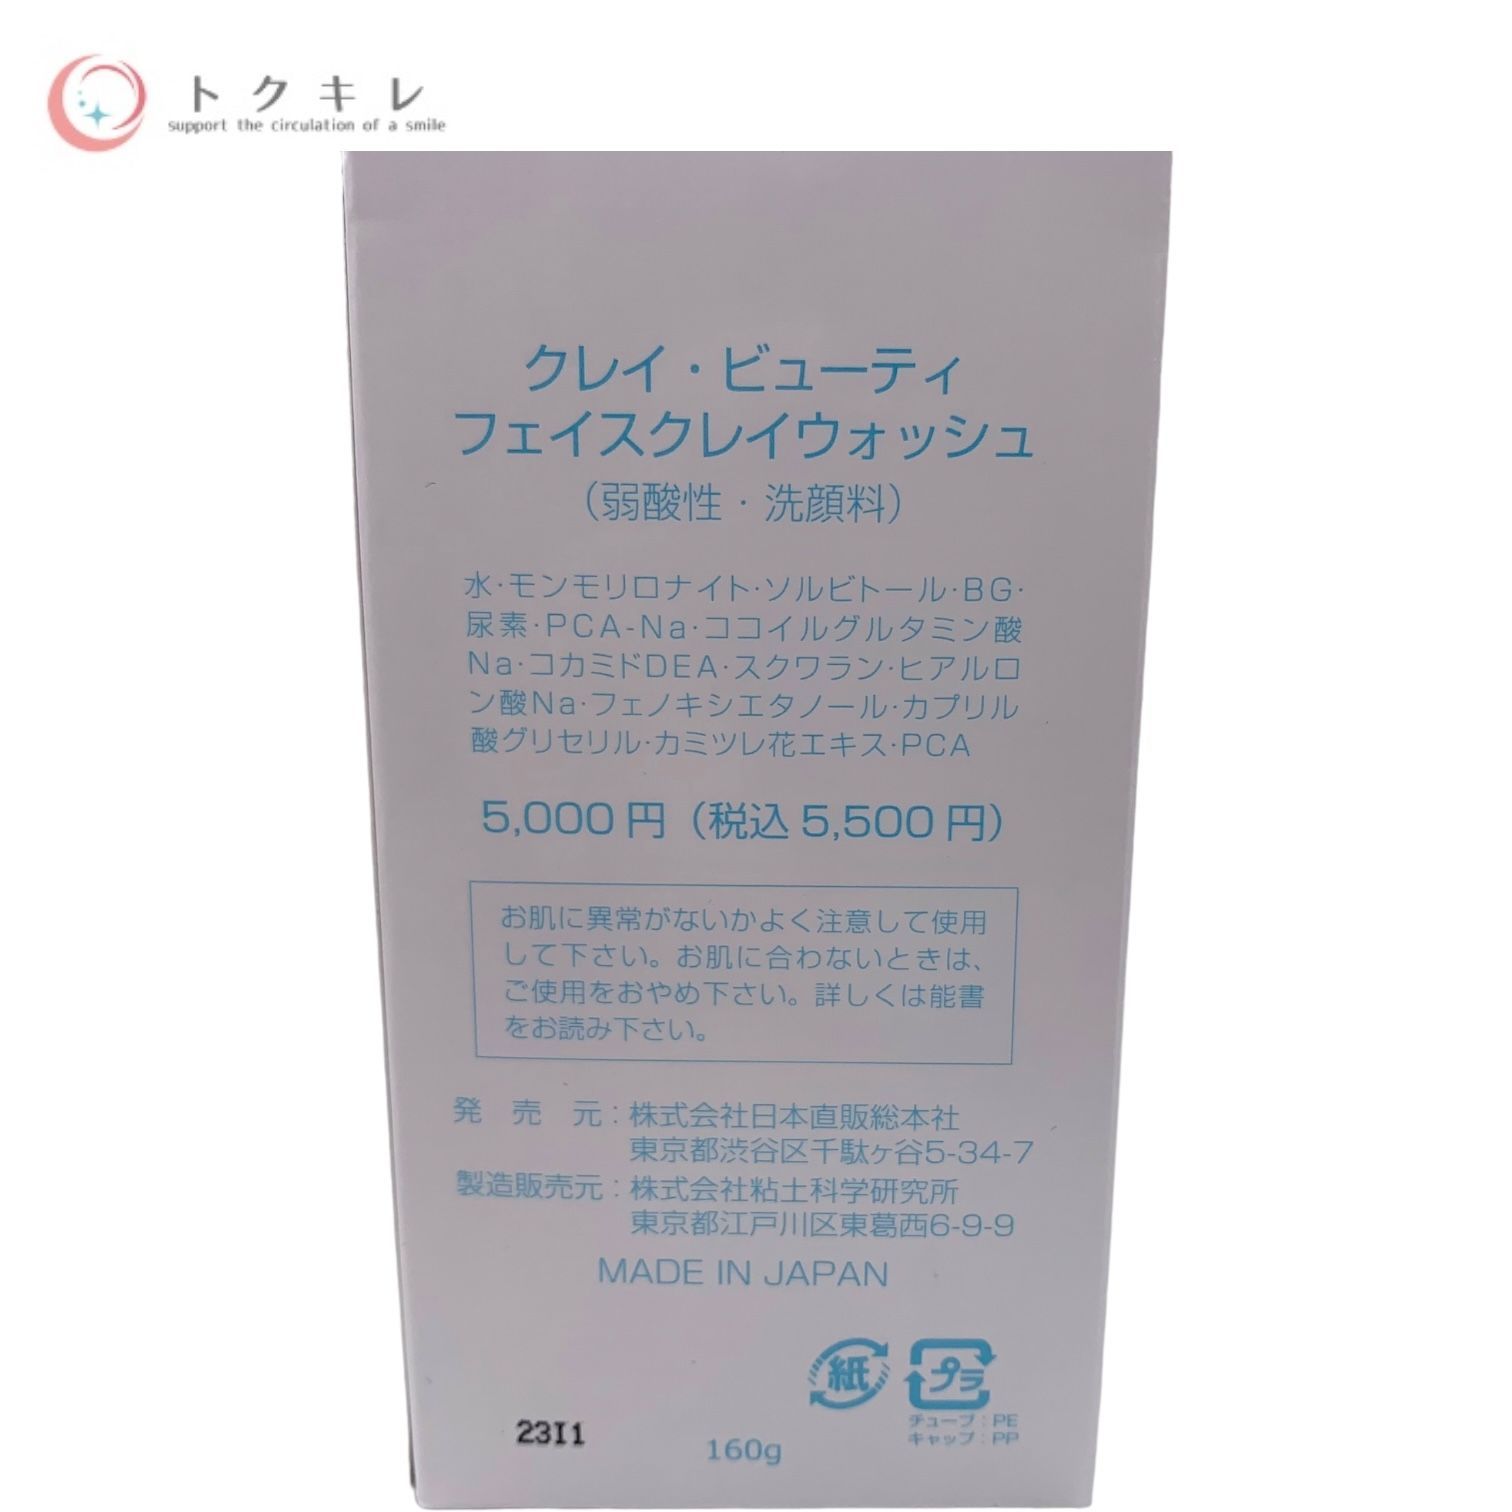 トクキレ
support the circulation of a smile
クレイ・ビューティ
フェイスクレイウォッシュ
（弱酸性・洗顔料）
水・モンモリロナイト・ソルビトール・BG・
尿素・PCA-Na・ココイルグルタミン酸
Na・コカミドDEA・スクワラン・ヒアルロ
ン酸Na・フェノキシエタノール・カプリル
酸グリセリル・カミツレ花エキス・PCA
5,000円（税込5,500円）
お肌に異常がないかよく注意して使用
して下さい。お肌に合わないときは、
ご使用をおやめ下さい。詳しくは能書
をお読み下さい。
発売元：株式会社日本直販総本社
東京都渋谷区千駄ヶ谷5-34-7
製造販売元：株式会社粘土科学研究所
東京都江戸川区東葛西6-9-9
MADE IN JAPAN
紙
プラ
チューブ：PE
キャップ：PP
23I1
160g